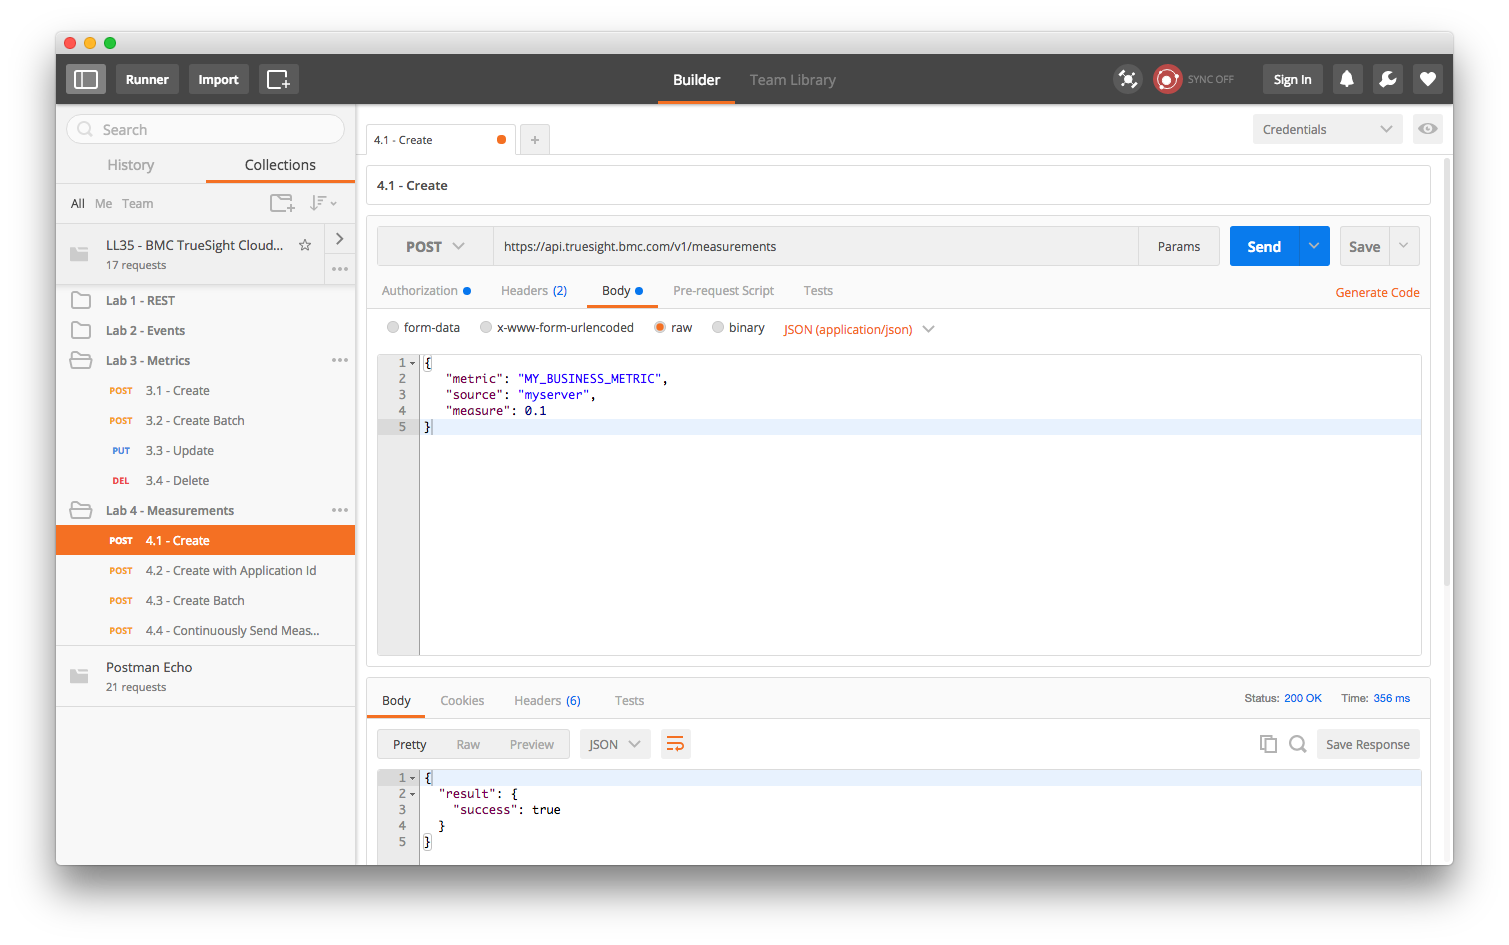 Runner
Import
Builder
Team Library
SYNC OFF
Sign In
Search
History
Collections
All Me Team
LL35 - BMC TrueSight Cloud...
17 requests
Lab 1 - REST
Lab 2 - Events
Lab 3 - Metrics
POST 3.1 - Create
POST 3.2 - Create Batch
PUT 3.3 - Update
DEL 3.4 - Delete
Lab 4 - Measurements
POST 4.1 - Create
POST 4.2 - Create with Application Id
POST 4.3 - Create Batch
POST 4.4 - Continuously Send Meas...
Postman Echo
21 requests
4.1 - Create
+
Credentials
4.1 - Create
POST
https://api.truesight.bmc.com/v1/measurements
Params
Send
Save
Authorization
Headers (2)
Body
Pre-request Script
Tests
Generate Code
form-data
x-www-form-urlencoded
raw
binary
JSON (application/json)
1 {
2 "metric": "MY_BUSINESS_METRIC",
3 "source": "myserver",
4 "measure": 0.1
5 }
Body
Cookies
Headers (6)
Tests
Status: 200 OK
Time: 356 ms
Pretty
Raw
Preview
JSON
Save Response
1 {
2 "result": {
3 "success": true
4 }
5 }